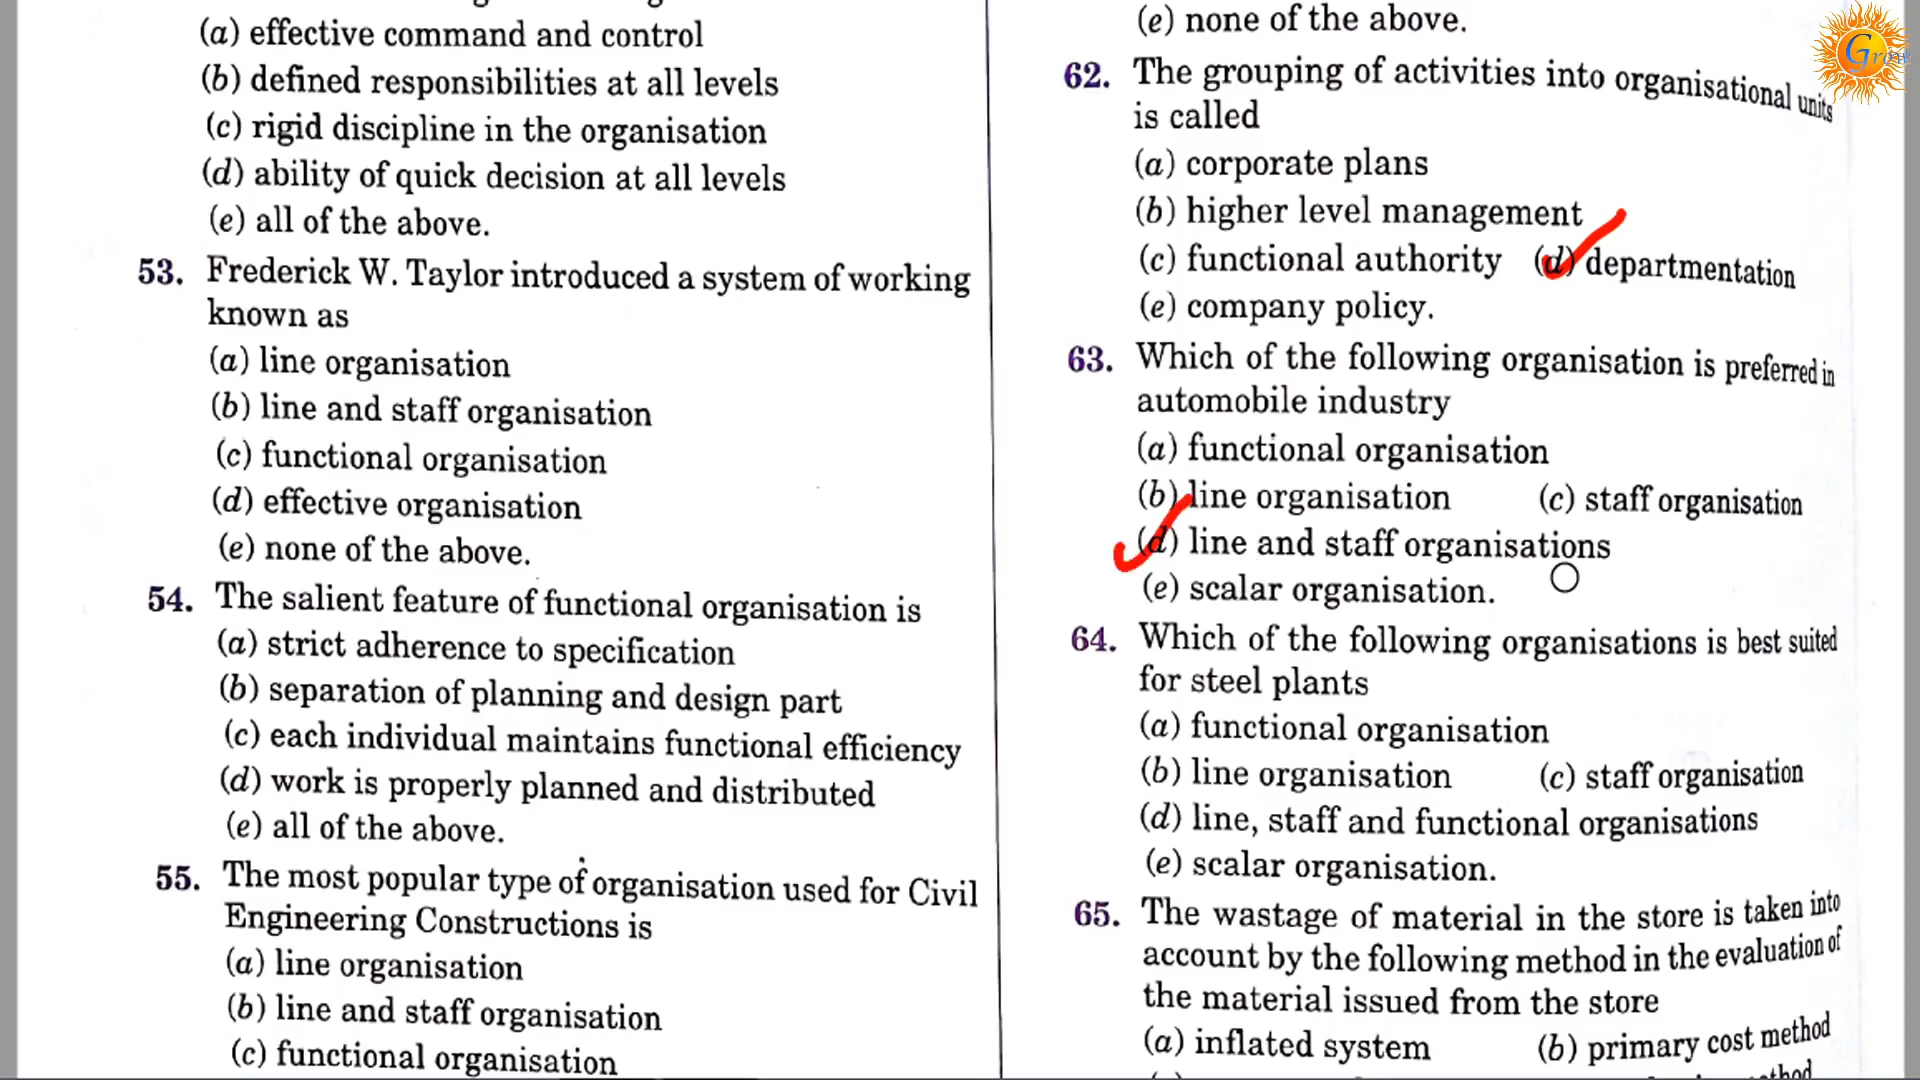 (a) effective command and control
(b) defined responsibilities at all levels
(c) rigid discipline in the organisation
(d) ability of quick decision at all levels
(e) all of the above.
53. Frederick W. Taylor introduced a system of working
known as
(a) line organisation
(b) line and staff organisation
(c) functional organisation
(d) effective organisation
(e) none of the above.
54. The salient feature of functional organisation is
(a) strict adherence to specification
(b) separation of planning and design part
(c) each individual maintains functional efficiency
(d) work is properly planned and distributed
(e) all of the above.
55. The most popular type of organisation used for Civil
Engineering Constructions is
(a) line organisation
(b) line and staff organisation
(c) functional organisation
(e) none of the above.
62. The grouping of activities into organisational units
is called
(a) corporate plans
(b) higher level management
(c) functional authority (d) departmentation
(e) company policy.
63. Which of the following organisation is preferred in
automobile industry
(a) functional organisation
(b) line organisation (c) staff organisation
(d) line and staff organisations
(e) scalar organisation.
64. Which of the following organisations is best suited
for steel plants
(a) functional organisation
(b) line organisation (c) staff organisation
(d) line, staff and functional organisations
(e) scalar organisation.
65. The wastage of material in the store is taken into
account by the following method in the evaluation of
the material issued from the store
(a) inflated system (b) primary cost method
Grow